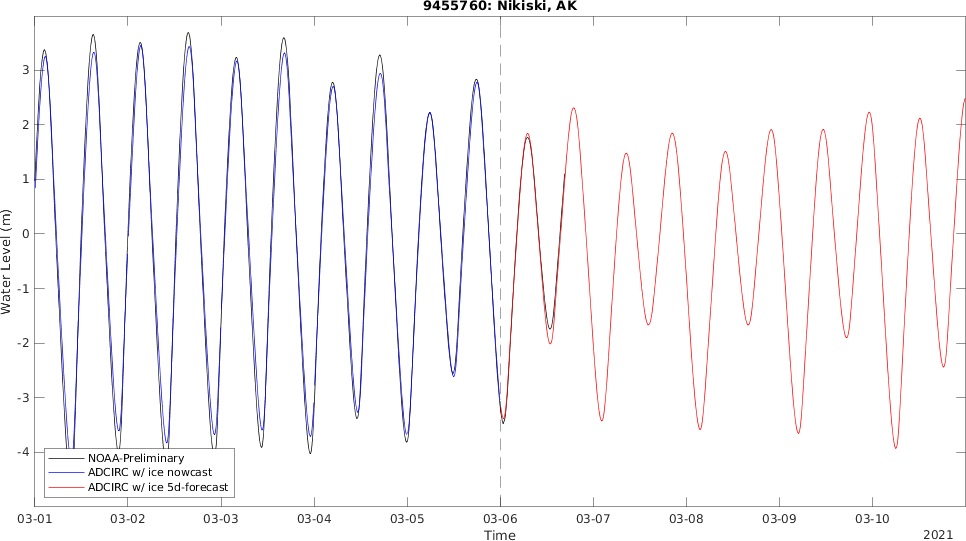 9455760: Nikiski, AK
3
2
1
0
-1
-2
-3
-4
Water Level (m)
NOAA-Preliminary
ADCIRC w/ ice nowcast
ADCIRC w/ ice 5d-forecast
03-01 03-02 03-03 03-04 03-05 03-06 03-07 03-08 03-09 03-10
Time
2021